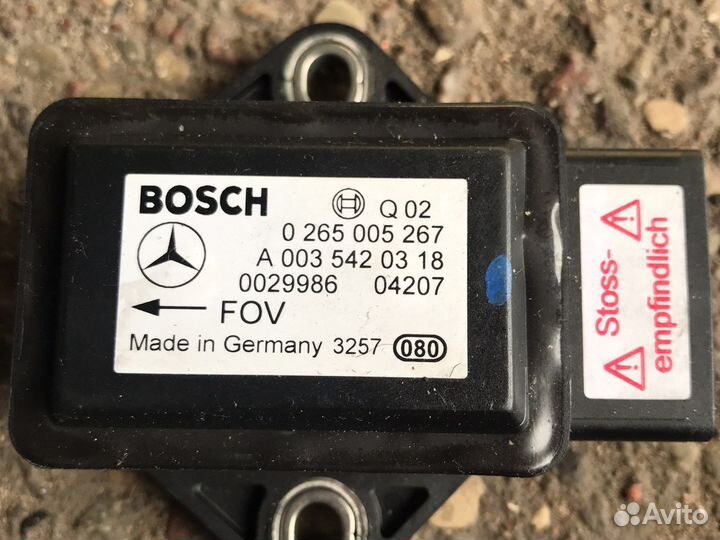 BOSCH Q 02
0 265 005 267
A 003 542 03 18
0029986 04207
FOV
Made in Germany 3257 080
Stoss-
empfindlich
Avito